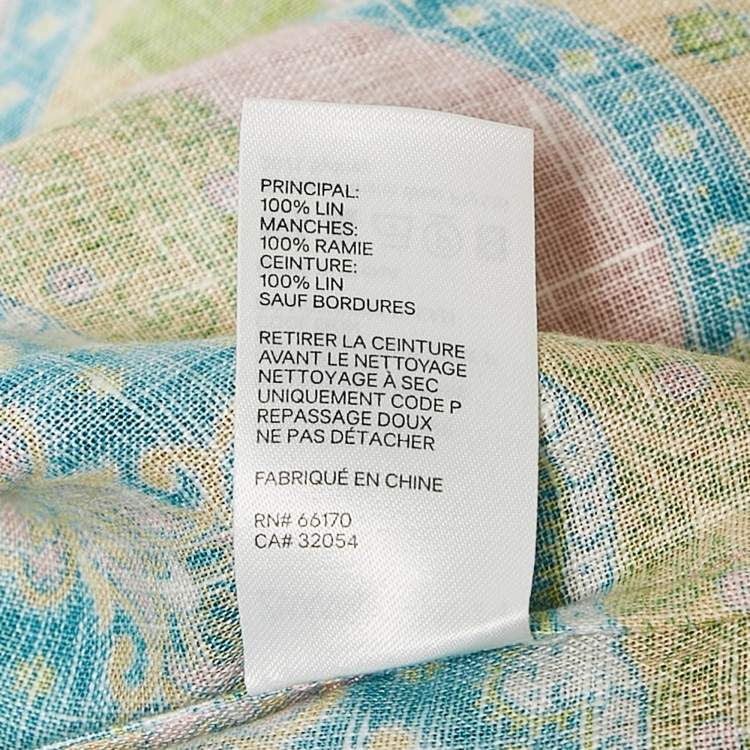 PRINCIPAL:
100% LIN
MANCHES:
100% RAMIE
CEINTURE:
100% LIN
SAUF BORDURES
RETIRER LA CEINTURE
AVANT LE NETTOYAGE
NETTOYAGE À SEC
UNIQUEMENT CODE P
REPASSAGE DOUX
NE PAS DÉTACHER
FABRIQUÉ EN CHINE
RN# 66170
CA# 32054